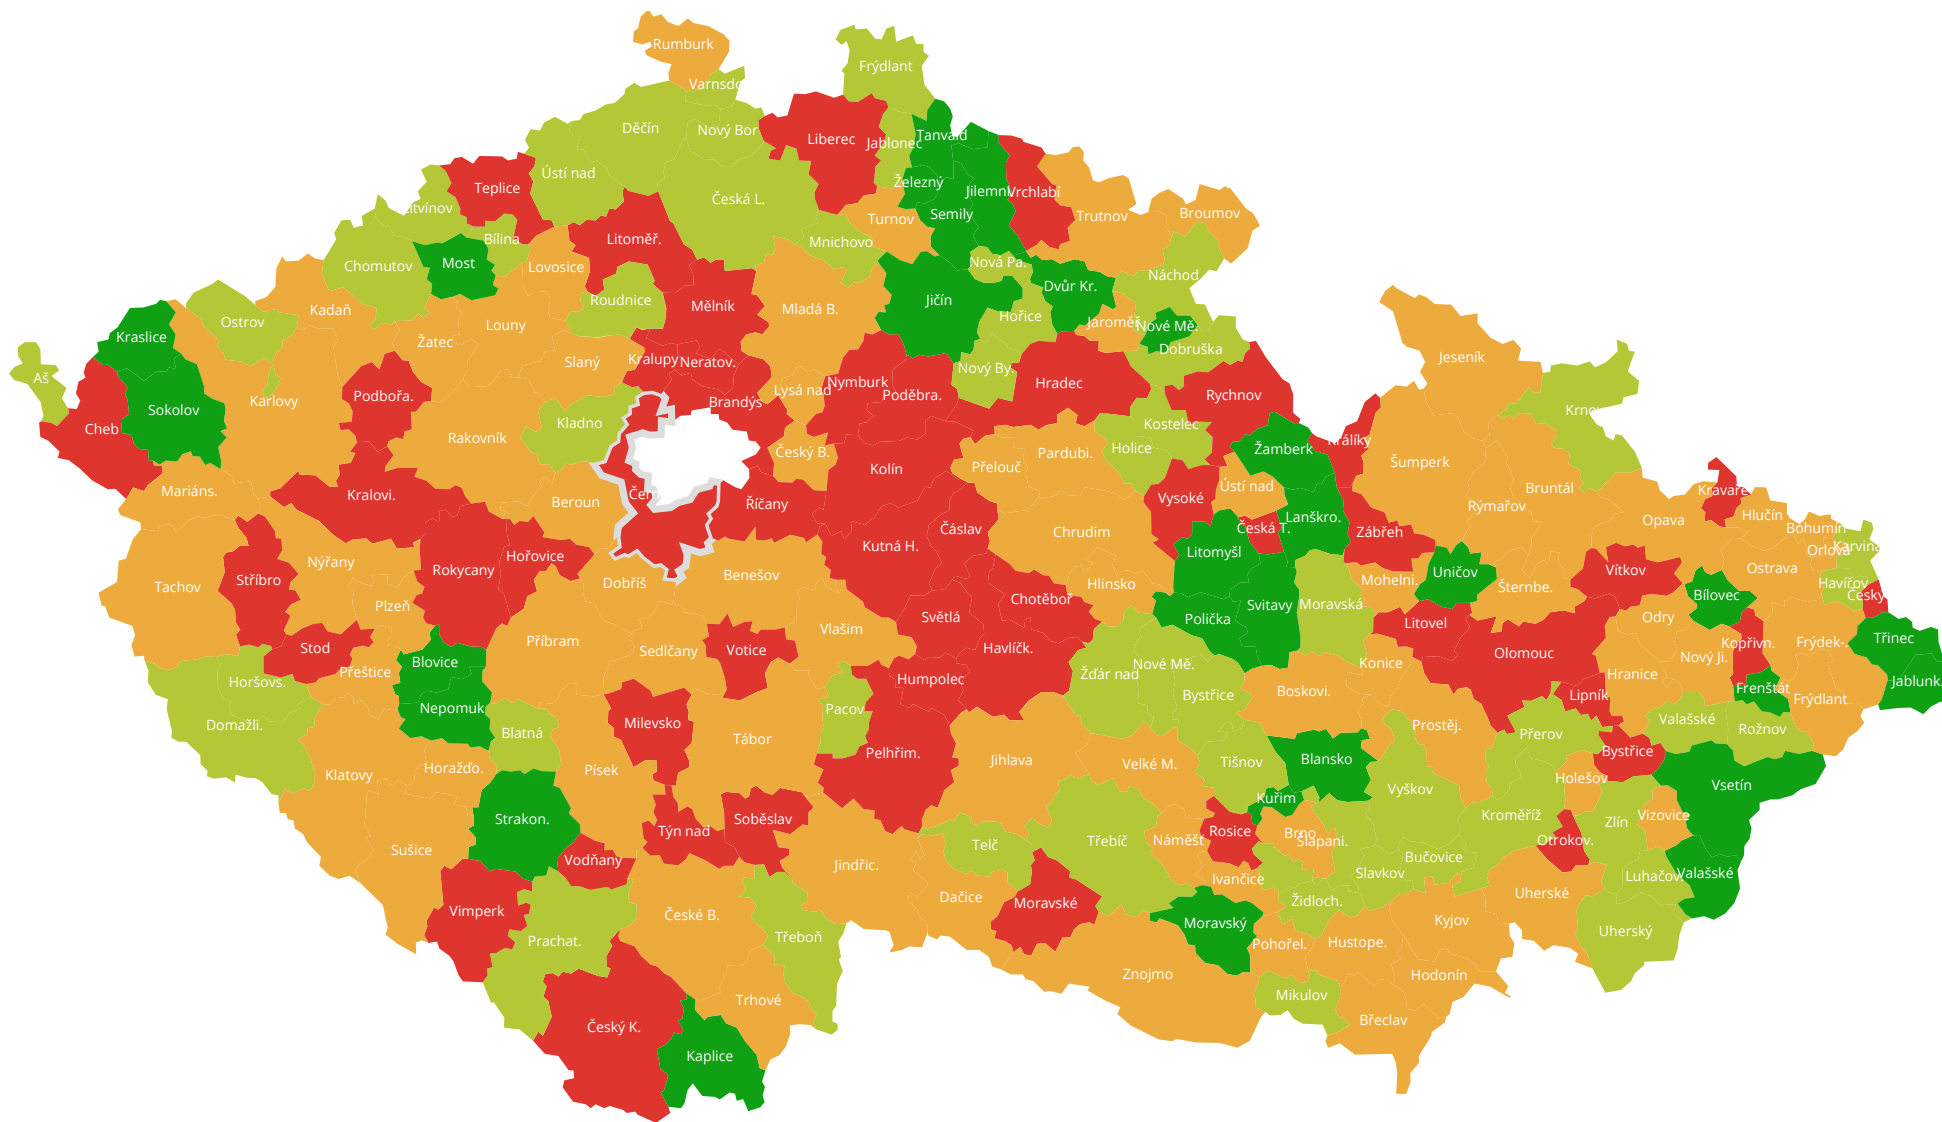 Rumburk
Frýdlant
Varnsdo
Děčín
Nový Bor
Liberec
Tanvald
Jablonec
Ústí nad
Teplice
Železný
Jilemni
Vrchlabí
Česká L.
Litvínov
Semily
Turnov
Trutnov
Broumov
Bílina
Litoměř.
Mnichovo
Chomutov
Most
Lovosice
Nová Pa.
Náchod
Dvůr Kr.
Roudnice
Mělník
Mladá B.
Jičín
Kadaň
Ostrov
Louny
Hořice
Jaroměř
Nové Mě.
Kraslice
Žatec
Dobruška
Slaný
Kralupy
Neratov.
Nový By.
Jeseník
Aš
Nymburk
Hradec
Lysá nad
Poděbra.
Podbořa.
Rychnov
Karlovy
Brandýs
Sokolov
Krno
Kladno
Kostelec
Cheb
Rakovník
Králíky
Holice
Žamberk
Český B.
Pardubi.
Šumperk
Kolín
Přelouč
Mariáns.
Kralovi.
Čer
Ústí nad
Bruntál
Kravaře
Beroun
Říčany
Vysoké
Rýmařov
Lanškro.
Opava
Hlučín
Čáslav
Chrudim
Česká T.
Zábřeh
Bohumín
Kutná H.
Litomyšl
Orlová
Karviná
Hořovice
Nýřany
Rokycany
Uničov
Vítkov
Ostrava
Stříbro
Dobříš
Benešov
Hlinsko
Mohelni.
Havířov
Tachov
Šternbe.
Český
Bílovec
Plzeň
Chotěboř
Svitavy
Moravská
Světlá
Polička
Litovel
Odry
Vlašim
Příbram
Třinec
Stod
Sedlčany
Votice
Havlíčk.
Olomouc
Kopřivn.
Frýdek-.
Blovice
Nový Ji.
Přeštice
Nové Mě.
Konice
Žďár nad
Hranice
Horšovs.
Humpolec
Jablunk.
Bystřice
Boskovi.
Lipník
Frenštát
Frýdlant
Nepomuk
Pacov
Milevsko
Valašské
Domažli.
Blatná
Prostěj.
Přerov
Rožnov
Tábor
Pelhřim.
Bystřice
Jihlava
Blansko
Horažďo.
Písek
Velké M.
Tišnov
Klatovy
Holešov
Vsetín
Vyškov
Kuřim
Strakon.
Soběslav
Kroměříž
Vizovice
Týn nad
Zlín
Rosice
Brno
Telč
Třebíč
Náměšť
Šlapani.
Otrokov.
Sušice
Bučovice
Vodňany
Jindřic.
Slavkov
Ivančice
Luhačov.
Valašské
Dačice
Uherské
Moravské
Židloch.
Vimperk
České B.
Kyjov
Moravský
Uherský
Třeboň
Prachat.
Pohořel.
Hustope.
Znojmo
Hodonín
Mikulov
Trhové
Břeclav
Český K.
Kaplice